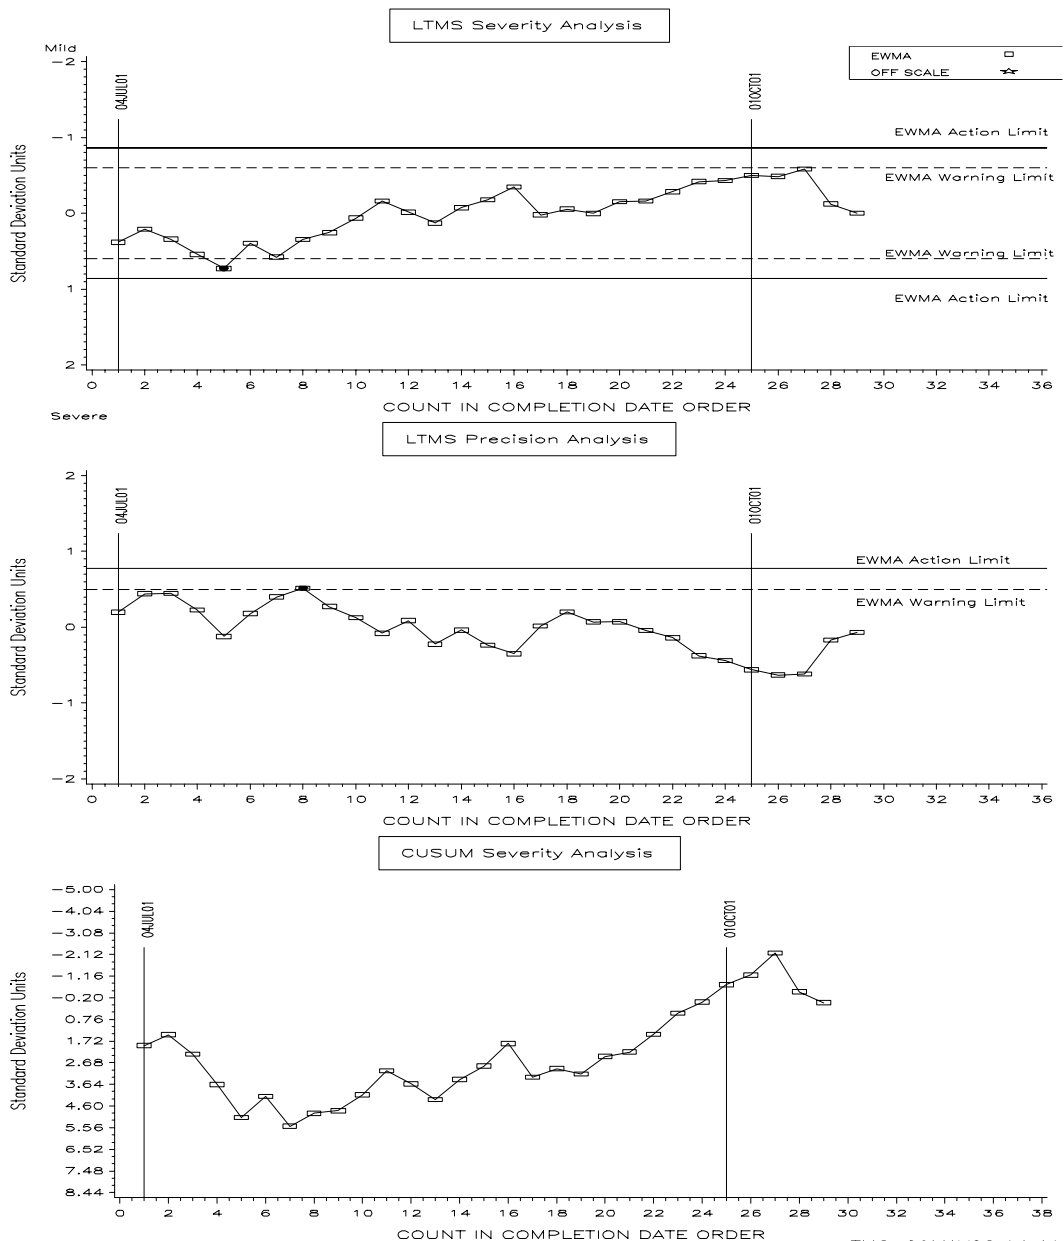 LTMS Severity Analysis
Mild
EWMA
OFF SCALE
04JUL01
01OCT01
Standard Deviation Units
-2
-1
0
1
2
EWMA Action Limit
EWMA Warning Limit
EWMA Warning Limit
EWMA Action Limit
0 2 4 6 8 10 12 14 16 18 20 22 24 26 28 30 32 34 36
COUNT IN COMPLETION DATE ORDER
Severe
LTMS Precision Analysis
04JUL01
01OCT01
Standard Deviation Units
2
1
0
-1
-2
EWMA Action Limit
EWMA Warning Limit
0 2 4 6 8 10 12 14 16 18 20 22 24 26 28 30 32 34 36
COUNT IN COMPLETION DATE ORDER
CUSUM Severity Analysis
04JUL01
01OCT01
Standard Deviation Units
-5.00
-4.04
-3.08
-2.12
-1.16
-0.20
0.76
1.72
2.68
3.64
4.60
5.56
6.52
7.48
8.44
0 2 4 6 8 10 12 14 16 18 20 22 24 26 28 30 32 34 36 38
COUNT IN COMPLETION DATE ORDER